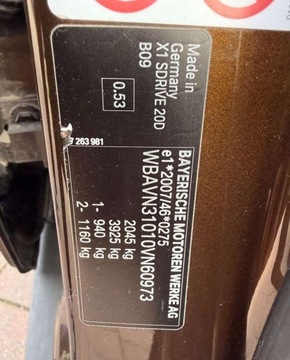 BAYERISCHE MOTOREN WERKE AG
e1*2007/46*0275
WBAVN31010VN60973
2045 kg
3925 kg
1- 940 kg
2- 1160 kg
7 263 981
Made in
Germany
X1 SDRIVE 20D
B09
0.53